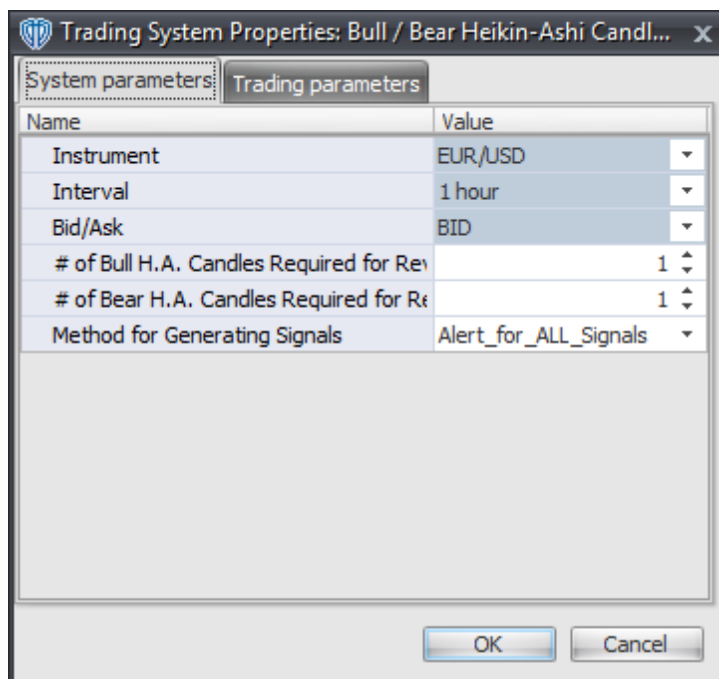 Trading System Properties: Bull / Bear Heikin-Ashi Candl... x
System parameters Trading parameters
Name Value
Instrument EUR/USD
Interval 1 hour
Bid/Ask BID
# of Bull H.A. Candles Required for Rev 1
# of Bear H.A. Candles Required for Re 1
Method for Generating Signals Alert_for_ALL_Signals
OK Cancel